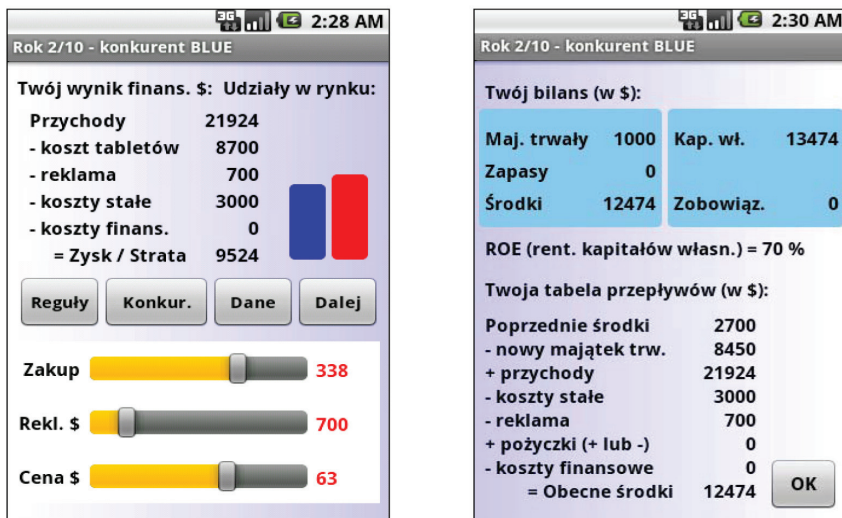 3G 2:28 AM
Rok 2/10 - konkurent BLUE
Twój wynik finans. $: Udziały w rynku:
Przychody 21924
- koszt tabletów 8700
- reklama 700
- koszty stałe 3000
- koszty finans. 0
= Zysk / Strata 9524
Reguły Konkur. Dane Dalej
Zakup 338
Rekl. $ 700
Cena $ 63
3G 2:30 AM
Rok 2/10 - konkurent BLUE
Twój bilans (w $):
Maj. trwały 1000 Kap. wł. 13474
Zapasy 0
Środki 12474 Zobowiąz. 0
ROE (rent. kapitałów własn.) = 70 %
Twoja tabela przepływów (w $):
Poprzednie środki 2700
- nowy majątek trw. 8450
+ przychody 21924
- koszty stałe 3000
- reklama 700
+ pożyczki (+ lub -) 0
- koszty finansowe 0
= Obecne środki 12474
OK